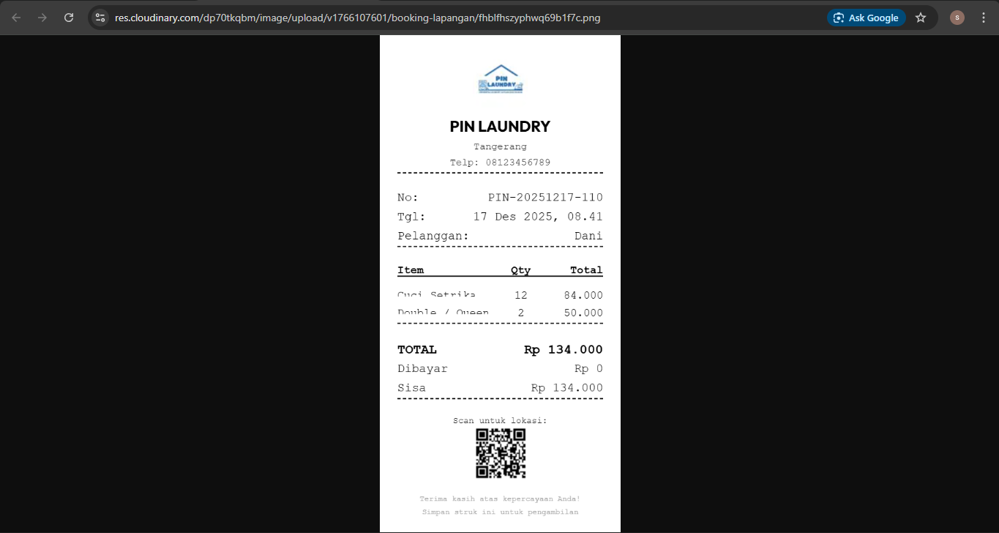 res.cloudinary.com/dp70tkqbm/image/upload/v1766107601/booking-lapangan/fhblfhszyphwq69b1f7c.png
Ask Google
S
PIN
LAUNDRY
PIN LAUNDRY
Tangerang
Telp: 08123456789
No: PIN-20251217-110
Tgl: 17 Des 2025, 08.41
Pelanggan: Dani
Item Qty Total
Cuci Setrika 12 84.000
Double / Queen 2 50.000
TOTAL Rp 134.000
Dibayar Rp 0
Sisa Rp 134.000
Scan untuk lokasi:
Terima kasih atas kepercayaan Anda!
Simpan struk ini untuk pengambilan